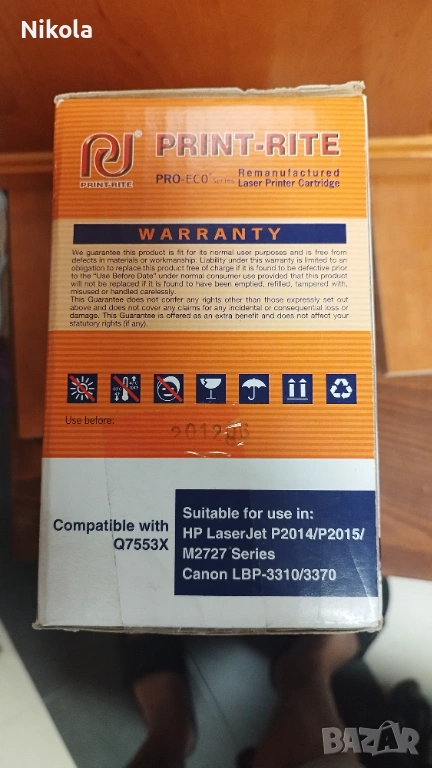 Nikola
PRINT-RITE
PRINT-RITE
PRO-ECO SERIES Remanufactured
Laser Printer Cartridge
WARRANTY
We guarantee this product is fit for its normal user purposes and is free from
defects in materials or workmanship. Liability under this warranty is limited to an
obligation to replace this product free of charge if it is found to be defective prior
to the "Use Before Date" under normal consumer use provided that this product
will not be replaced if it is found to have been emptied, refilled, tampered with,
misused or handled carelessly.
This Guarantee does not confer any rights other than those expressly set out
above and does not cover any claims for any incidental or consequential loss or
damage. This Guarantee is offered as an extra benefit and does not affect your
statutory rights (if any).
Use before:
201206
Compatible with
Q7553X
Suitable for use in:
HP LaserJet P2014/P2015/
M2727 Series
Canon LBP-3310/3370
BAZAR